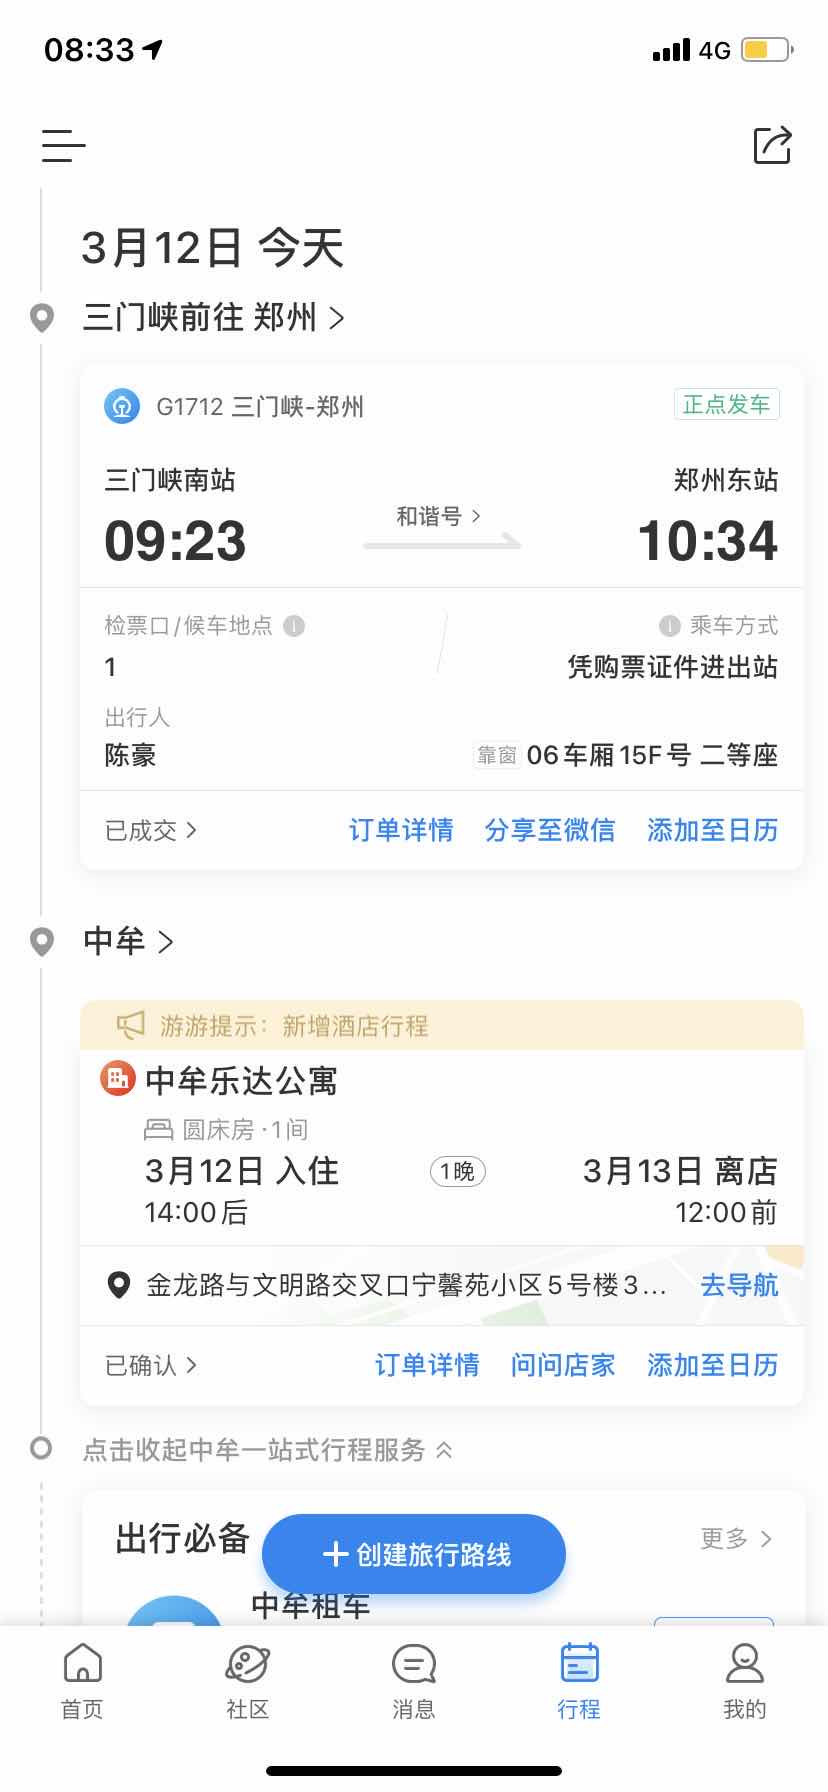 08:33
4G
3月12日 今天
三门峡前往 郑州 >
G1712 三门峡-郑州
正点发车
三门峡南站
郑州东站
和谐号 >
09:23
10:34
检票口/候车地点
乘车方式
1
凭购票证件进出站
出行人
陈豪
靠窗 06车厢15F号 二等座
已成交 >
订单详情
分享至微信
添加至日历
中牟 >
游游提示：新增酒店行程
中牟乐达公寓
圆床房·1间
3月12日 入住
1晚
3月13日 离店
14:00后
12:00前
金龙路与文明路交叉口宁馨苑小区5号楼3...
去导航
已确认 >
订单详情
问问店家
添加至日历
点击收起中牟一站式行程服务
出行必备
更多 >
+ 创建旅行路线
中牟租车
首页
社区
消息
行程
我的